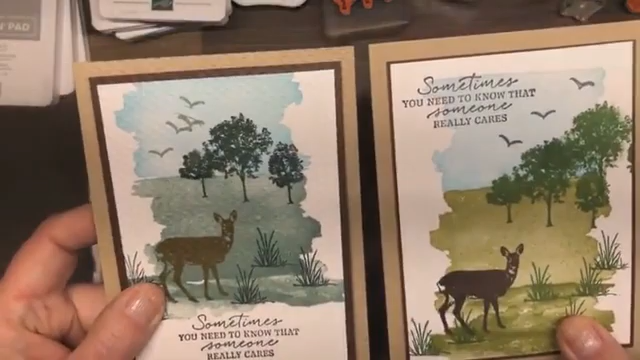 PAD
Sometimes
YOU NEED TO KNOW THAT
someone
REALLY CARES
Sometimes
YOU NEED TO KNOW THAT
someone
REALLY CARES